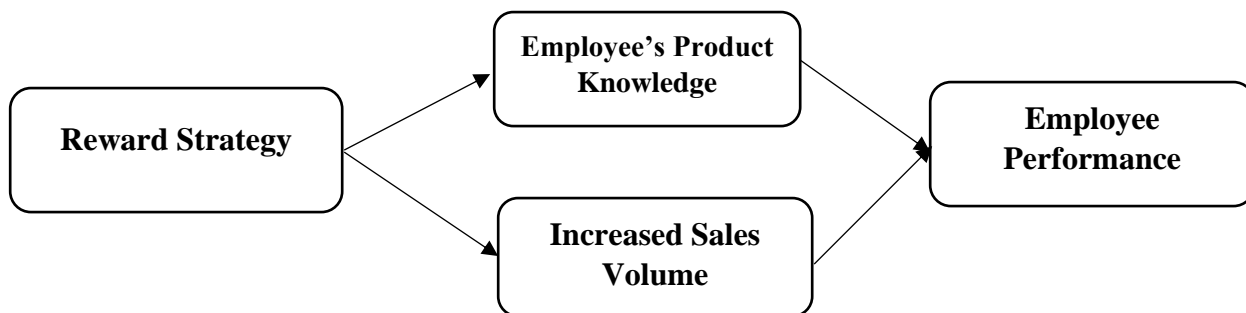 Reward Strategy
Employee’s Product
Knowledge
Increased Sales
Volume
Employee
Performance